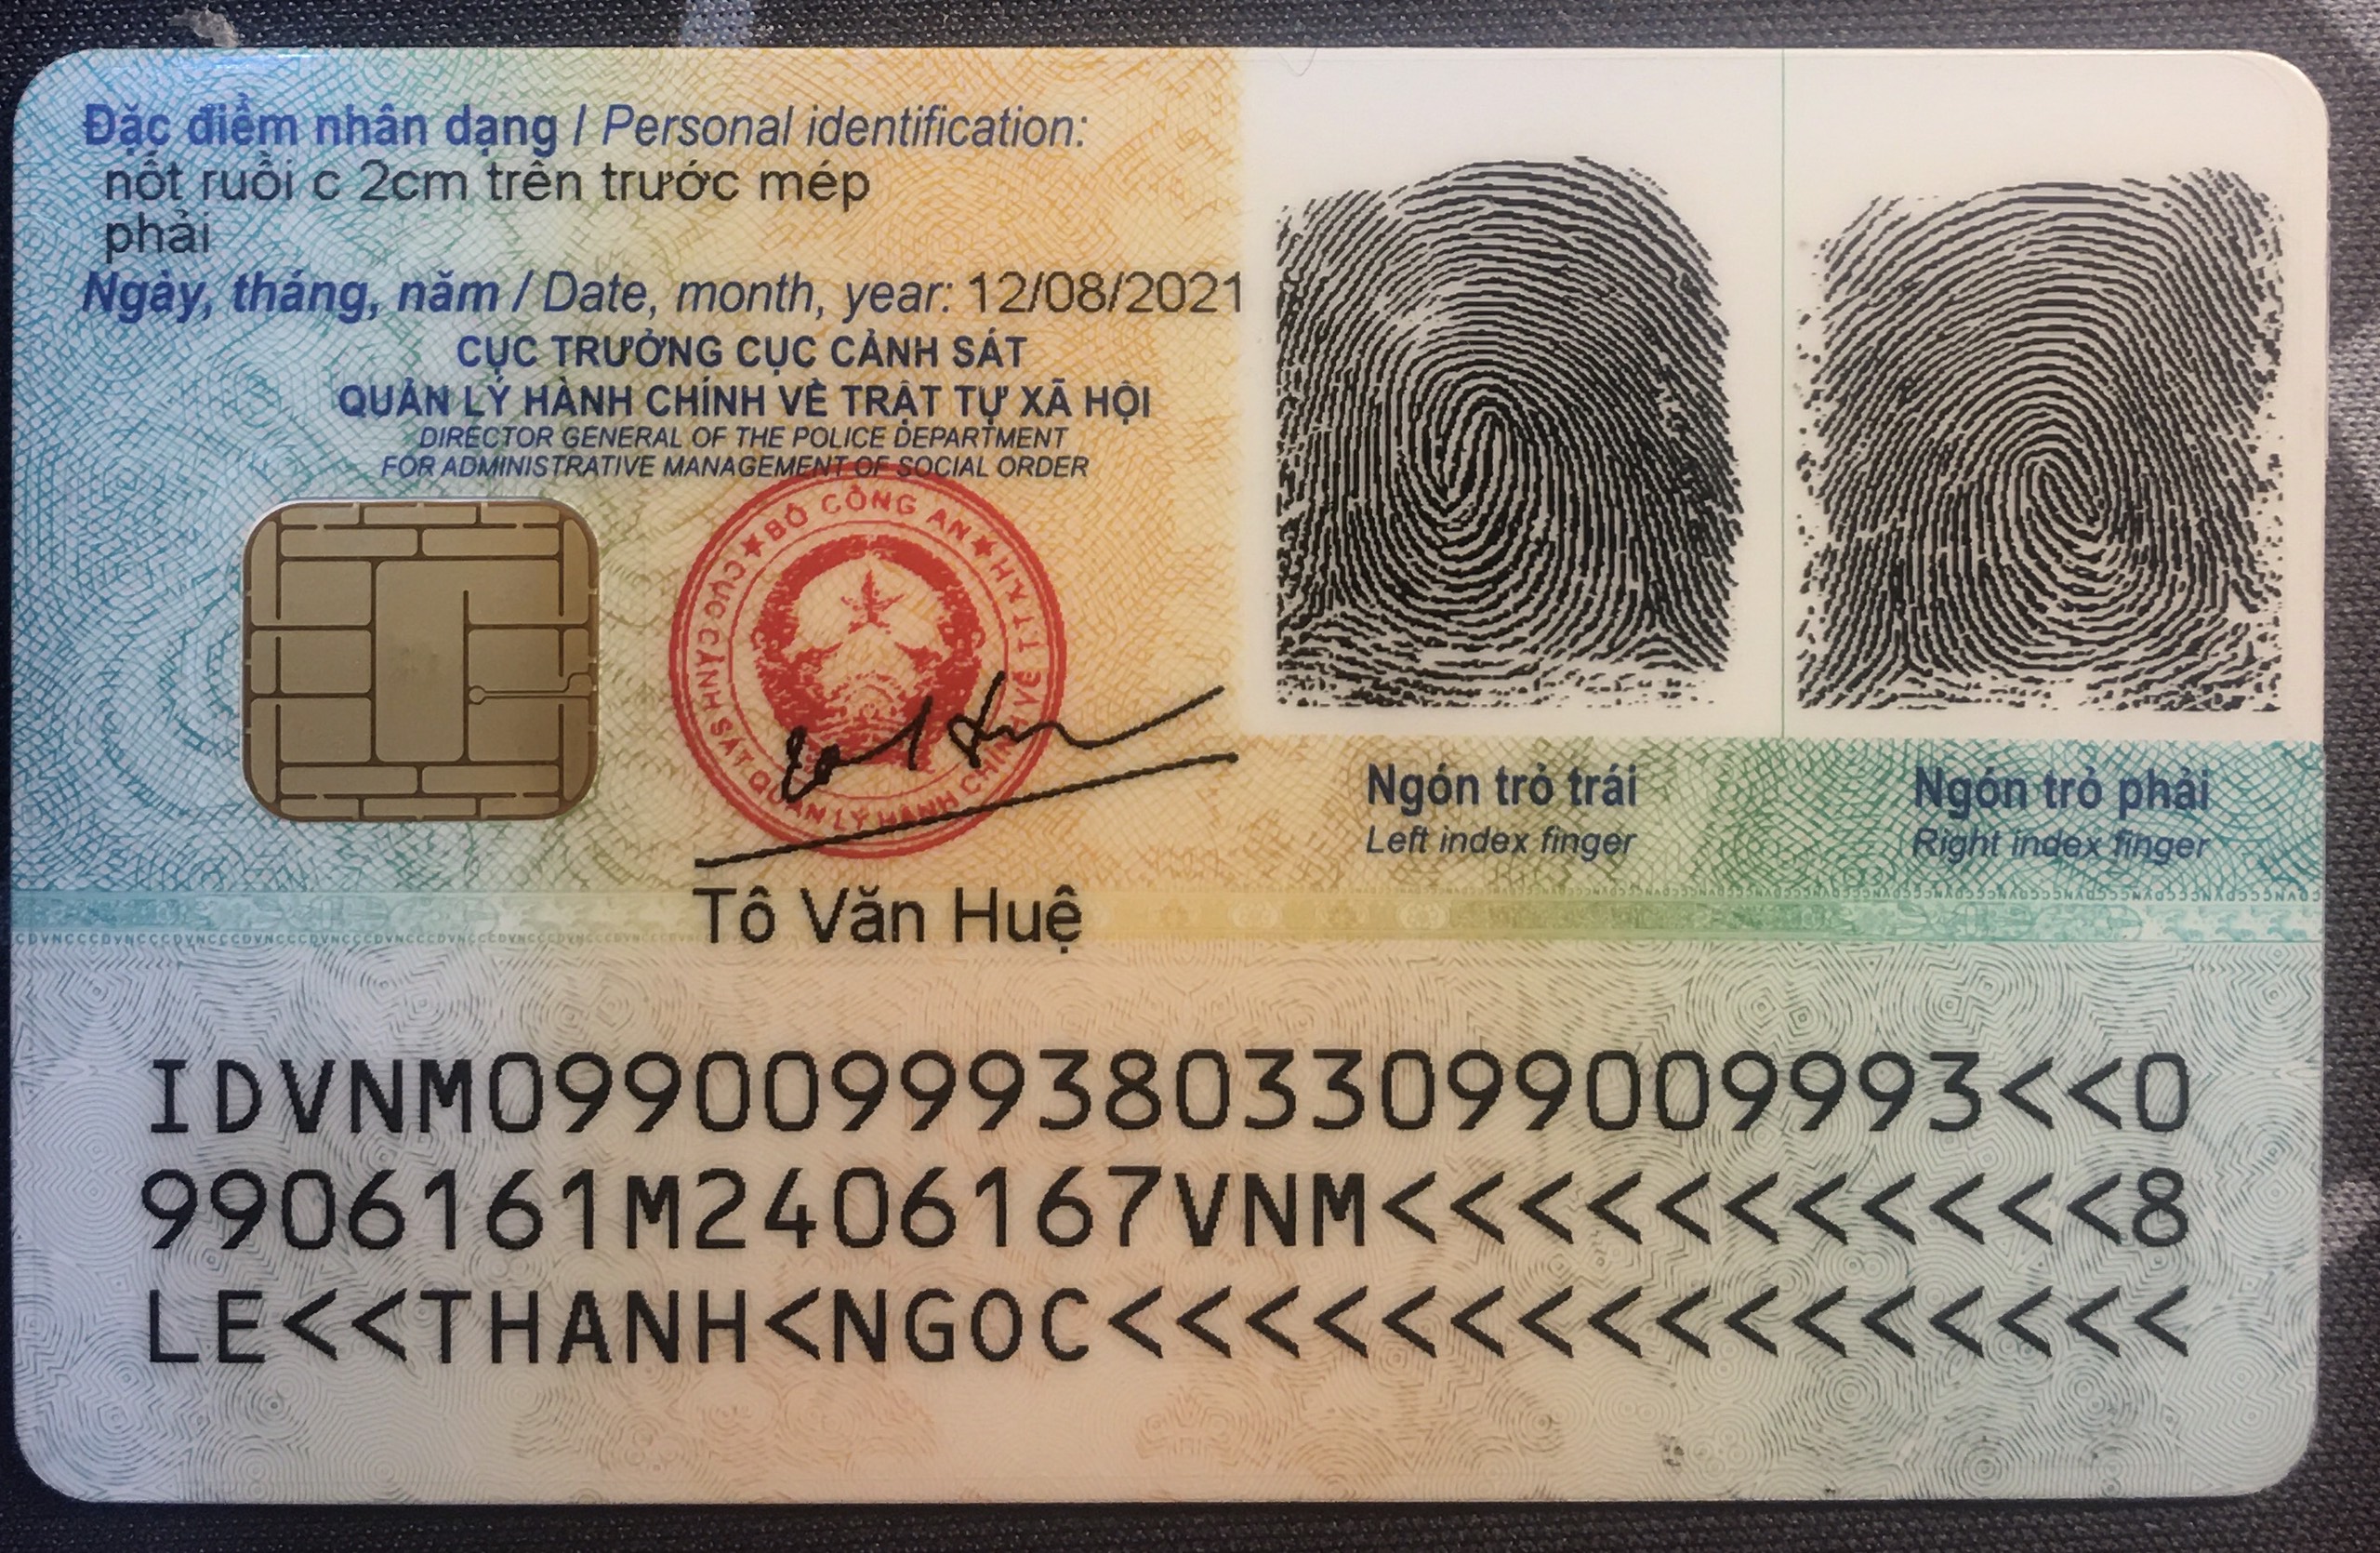 Đặc điểm nhân dạng / Personal identification:
nốt ruồi c 2cm trên trước mép
phải
Ngày, tháng, năm / Date, month, year: 12/08/2021
CỤC TRƯỞNG CỤC CẢNH SÁT
QUẢN LÝ HÀNH CHÍNH VỀ TRẬT TỰ XÃ HỘI
DIRECTOR GENERAL OF THE POLICE DEPARTMENT
FOR ADMINISTRATIVE MANAGEMENT OF SOCIAL ORDER
★ BỘ CÔNG AN ★
CỤC CẢNH SÁT QUẢN LÝ HÀNH CHÍNH VỀ TTXH
Tô Văn Huệ
Ngón trỏ trái
Left index finger
Ngón trỏ phải
Right index finger
IDVNM0990099938033099009993<<0
9906161M2406167VNM<<<<<<<<<<<8
LE<<THANH<NGOC<<<<<<<<<<<<<<<<